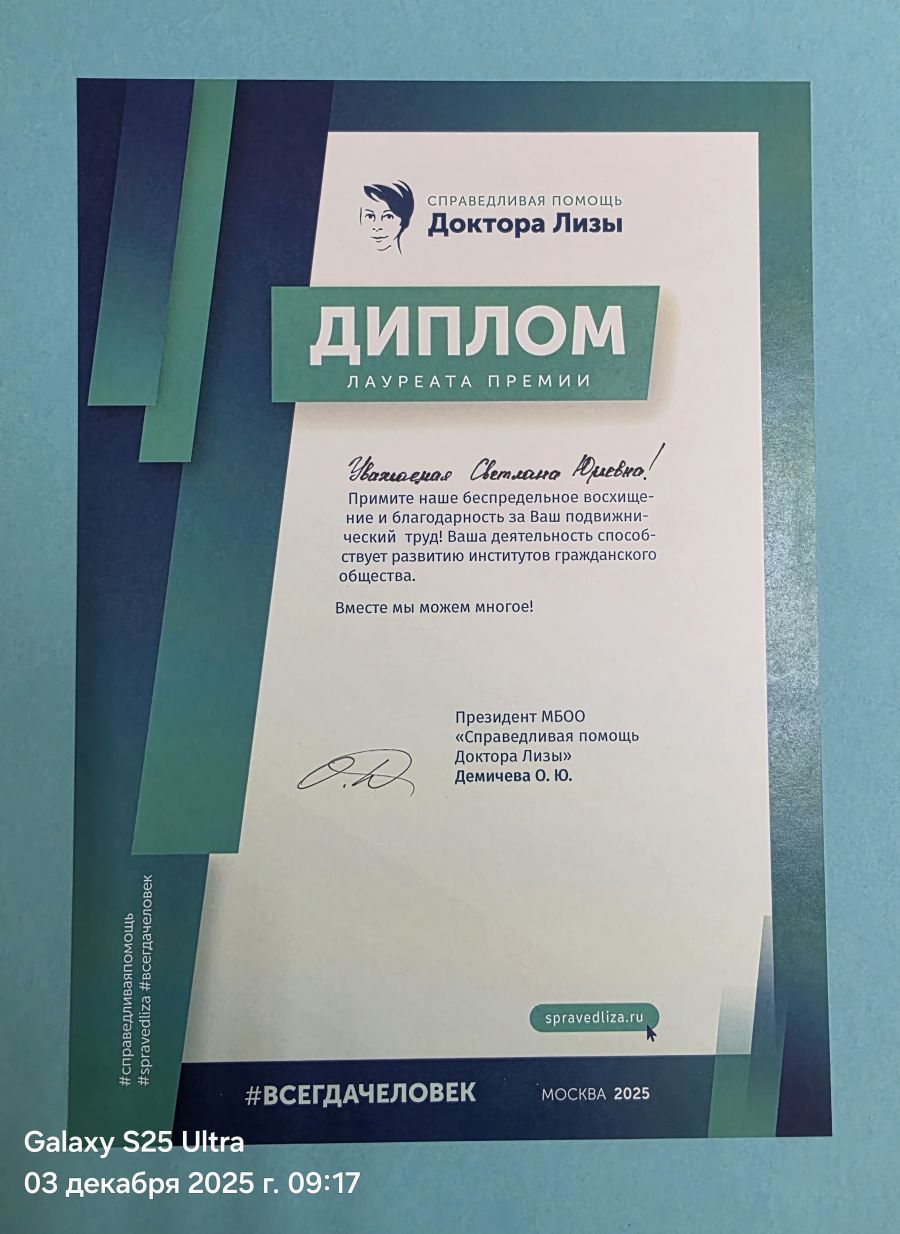 СПРАВЕДЛИВАЯ ПОМОЩЬ
Доктора Лизы
ДИПЛОМ
ЛАУРЕАТА ПРЕМИИ
Уважаемая Светлана Юриевна!
Примите наше беспредельное восхище-
ние и благодарность за Ваш подвижни-
ческий труд! Ваша деятельность способ-
ствует развитию институтов гражданского
общества.
Вместе мы можем многое!
Президент МБОО
«Справедливая помощь
Доктора Лизы»
Демичева О. Ю.
#справедливаяпомощь
#spravedliza #всегдачеловек
spravedliza.ru
#ВСЕГДАЧЕЛОВЕК
МОСКВА 2025
Galaxy S25 Ultra
03 декабря 2025 г. 09:17